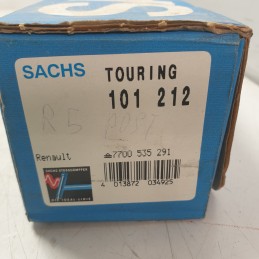 SACHS TOURING
101 212
R5
Renault 7700 535 291
4 013872 034925